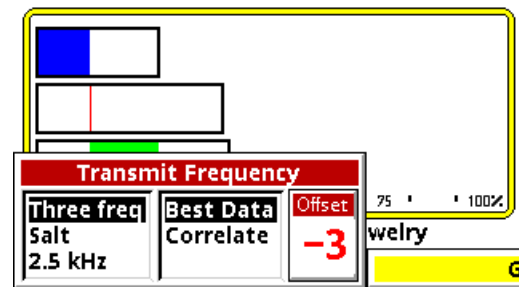 Transmit Frequency
Three freq
Salt
2.5 kHz
Best Data
Correlate
Offset
-3
75
100%
welry
G